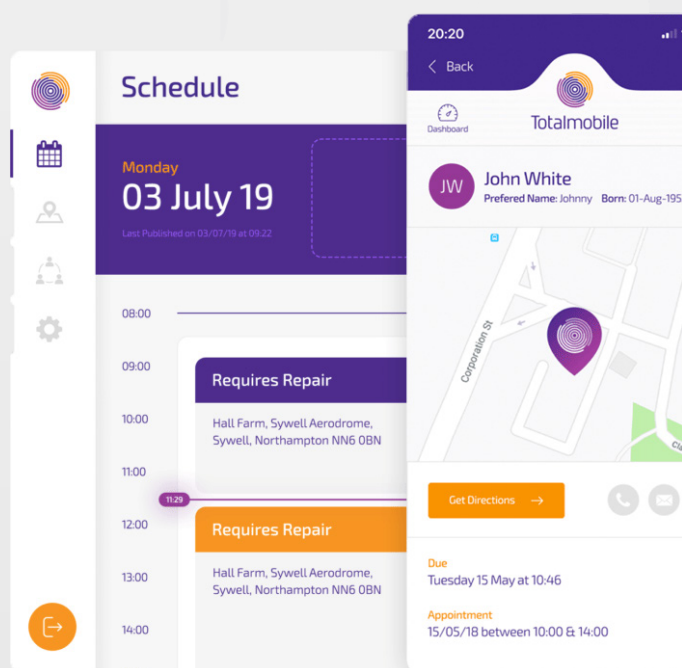 Schedule
Monday
03 July 19
Last Published on 03/07/19 at 09:22
08:00
09:00
Requires Repair
10:00
Hall Farm, Sywell Aerodrome,
Sywell, Northampton NN6 0BN
11:00
11:29
12:00
Requires Repair
13:00
Hall Farm, Sywell Aerodrome,
Sywell, Northampton NN6 0BN
14:00
20:20
Back
Dashboard
Totalmobile
JW
John White
Prefered Name: Johnny Born: 01-Aug-195
Corporation St
Get Directions
Due
Tuesday 15 May at 10:46
Appointment
15/05/18 between 10:00 & 14:00